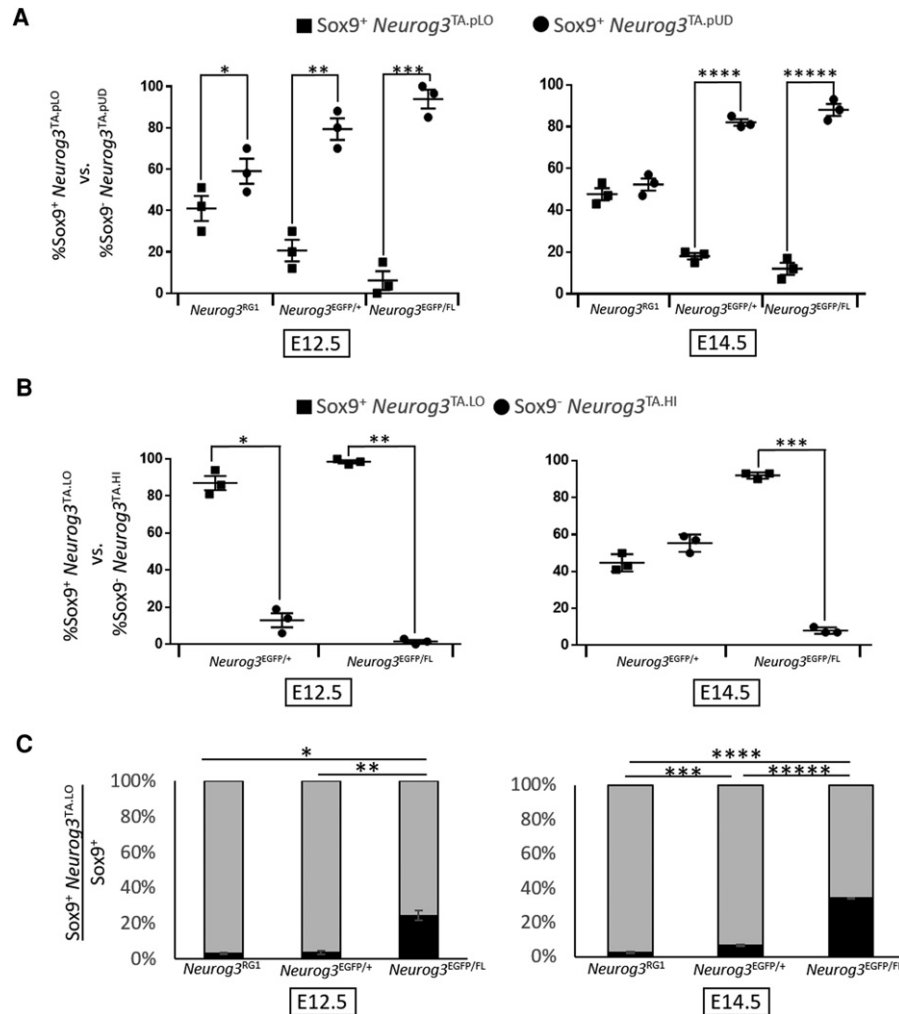 A
■ Sox9⁺ Neurog3ᵀᴬ·ᵖᴸᴼ ● Sox9⁺ Neurog3ᵀᴬ·ᵖᵁᴰ
%Sox9⁺ Neurog3ᵀᴬ·ᵖᴸᴼ
vs.
%Sox9⁻ Neurog3ᵀᴬ·ᵖᵁᴰ
* ** ***
100
80
60
40
20
0
Neurog3ᴿᴳ¹ Neurog3ᴱᴳᶠᴾ/⁺ Neurog3ᴱᴳᶠᴾ/ᶠᴸ
E12.5
**** *****
100
80
60
40
20
0
Neurog3ᴿᴳ¹ Neurog3ᴱᴳᶠᴾ/⁺ Neurog3ᴱᴳᶠᴾ/ᶠᴸ
E14.5
B
■ Sox9⁺ Neurog3ᵀᴬ·ᴸᴼ ● Sox9⁻ Neurog3ᵀᴬ·ᴴᴵ
%Sox9⁺ Neurog3ᵀᴬ·ᴸᴼ
vs.
%Sox9⁻ Neurog3ᵀᴬ·ᴴᴵ
* **
100
80
60
40
20
0
Neurog3ᴱᴳᶠᴾ/⁺ Neurog3ᴱᴳᶠᴾ/ᶠᴸ
E12.5
***
100
80
60
40
20
0
Neurog3ᴱᴳᶠᴾ/⁺ Neurog3ᴱᴳᶠᴾ/ᶠᴸ
E14.5
C
Sox9⁺ Neurog3ᵀᴬ·ᴸᴼ
Sox9⁺
*
**
100%
80%
60%
40%
20%
0%
Neurog3ᴿᴳ¹ Neurog3ᴱᴳᶠᴾ/⁺ Neurog3ᴱᴳᶠᴾ/ᶠᴸ
E12.5
****
*** *****
100%
80%
60%
40%
20%
0%
Neurog3ᴿᴳ¹ Neurog3ᴱᴳᶠᴾ/⁺ Neurog3ᴱᴳᶠᴾ/ᶠᴸ
E14.5